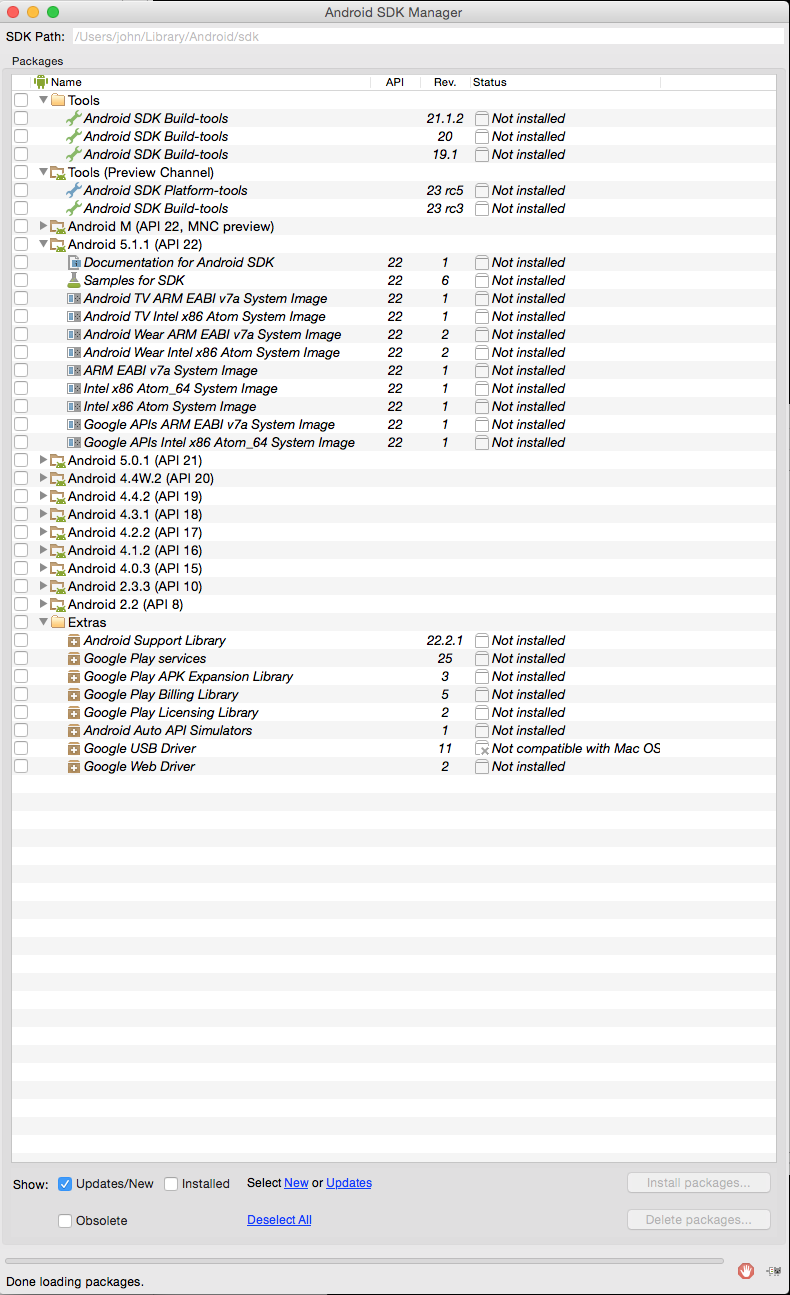 Android SDK Manager
SDK Path: /Users/john/Library/Android/sdk
Packages
Name API Rev. Status
Tools
Android SDK Build-tools 21.1.2 Not installed
Android SDK Build-tools 20 Not installed
Android SDK Build-tools 19.1 Not installed
Tools (Preview Channel)
Android SDK Platform-tools 23 rc5 Not installed
Android SDK Build-tools 23 rc3 Not installed
Android M (API 22, MNC preview)
Android 5.1.1 (API 22)
Documentation for Android SDK 22 1 Not installed
Samples for SDK 22 6 Not installed
Android TV ARM EABI v7a System Image 22 1 Not installed
Android TV Intel x86 Atom System Image 22 1 Not installed
Android Wear ARM EABI v7a System Image 22 2 Not installed
Android Wear Intel x86 Atom System Image 22 2 Not installed
ARM EABI v7a System Image 22 1 Not installed
Intel x86 Atom_64 System Image 22 1 Not installed
Intel x86 Atom System Image 22 1 Not installed
Google APIs ARM EABI v7a System Image 22 1 Not installed
Google APIs Intel x86 Atom_64 System Image 22 1 Not installed
Android 5.0.1 (API 21)
Android 4.4W.2 (API 20)
Android 4.4.2 (API 19)
Android 4.3.1 (API 18)
Android 4.2.2 (API 17)
Android 4.1.2 (API 16)
Android 4.0.3 (API 15)
Android 2.3.3 (API 10)
Android 2.2 (API 8)
Extras
Android Support Library 22.2.1 Not installed
Google Play services 25 Not installed
Google Play APK Expansion Library 3 Not installed
Google Play Billing Library 5 Not installed
Google Play Licensing Library 2 Not installed
Android Auto API Simulators 1 Not installed
Google USB Driver 11 Not compatible with Mac OS
Google Web Driver 2 Not installed
Show: Updates/New Installed Select New or Updates Install packages...
Obsolete Deselect All Delete packages...
Done loading packages.